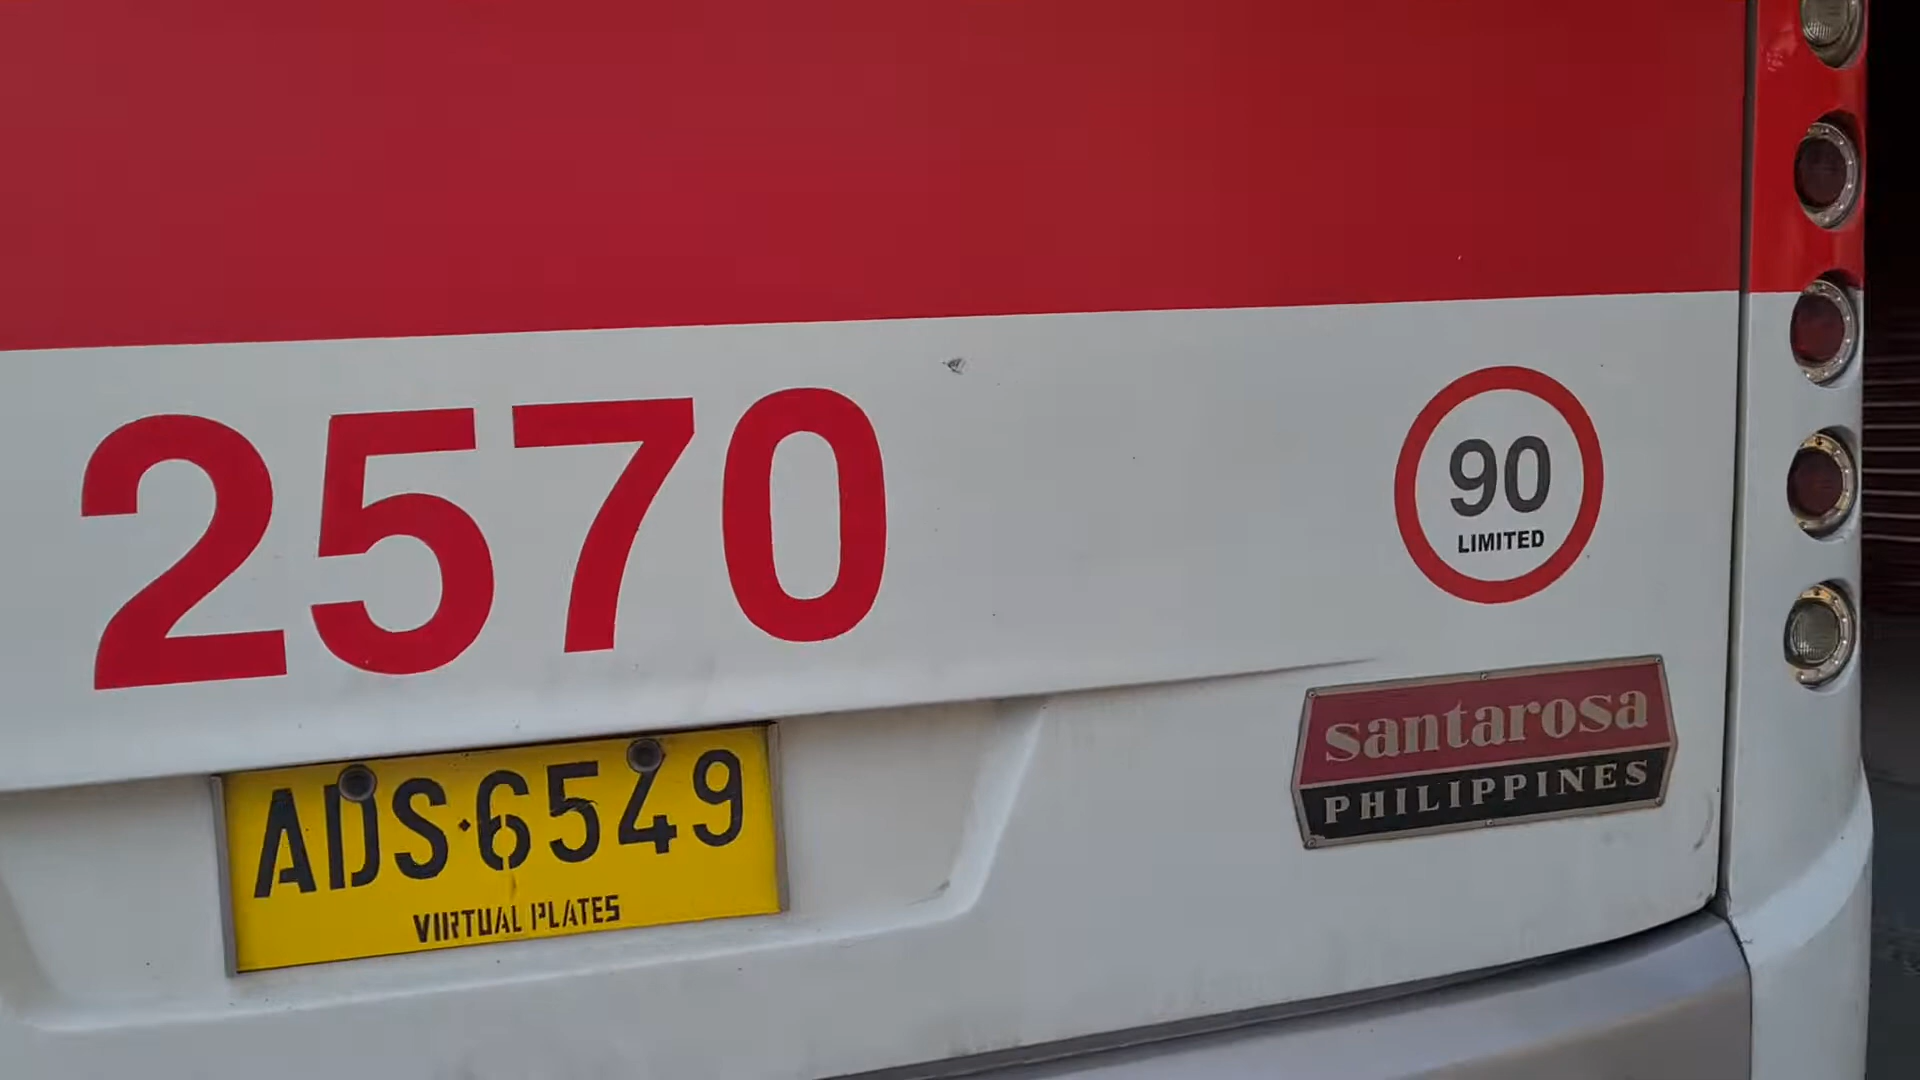 2570
90
LIMITED
santarosa
PHILIPPINES
ADS·6549
VIRTUAL PLATES